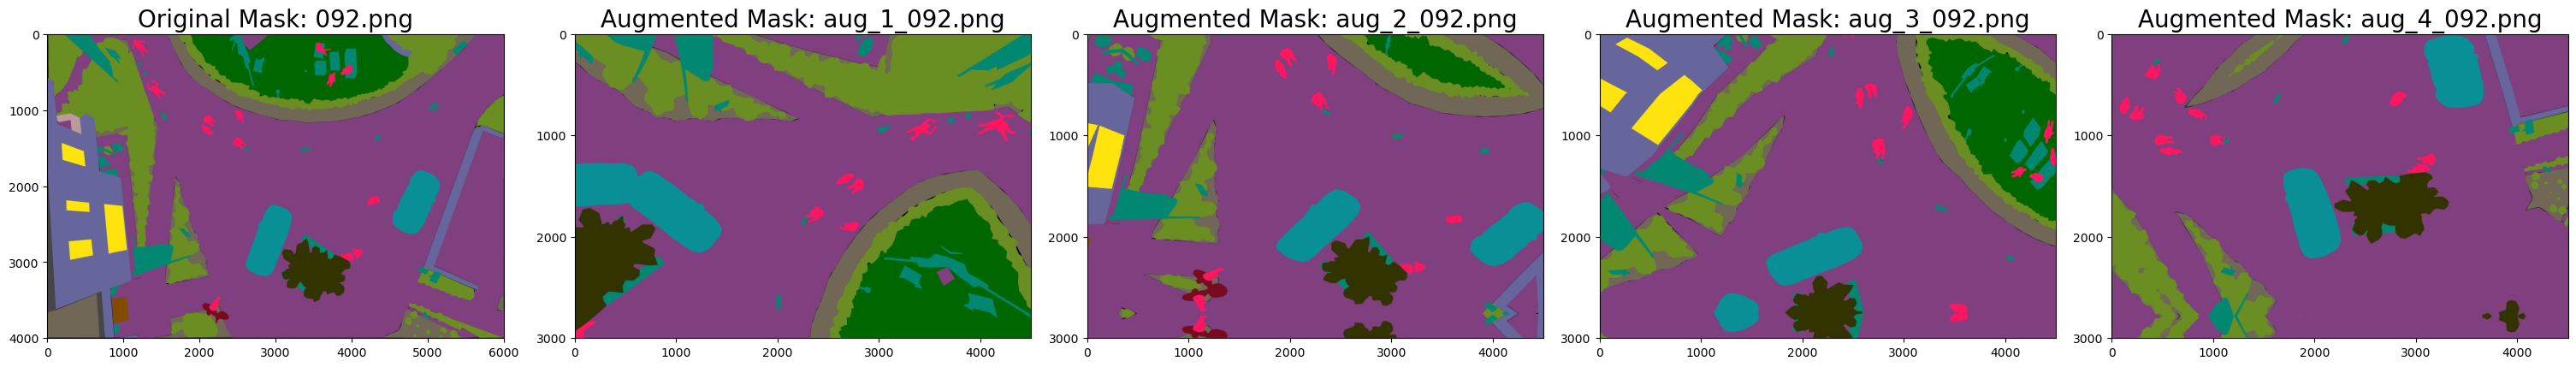 Original Mask: 092.png
0
1000
2000
3000
4000
0 1000 2000 3000 4000 5000 6000
Augmented Mask: aug_1_092.png
0
1000
2000
3000
0 1000 2000 3000 4000
Augmented Mask: aug_2_092.png
0
1000
2000
3000
0 1000 2000 3000 4000
Augmented Mask: aug_3_092.png
0
1000
2000
3000
0 1000 2000 3000 4000
Augmented Mask: aug_4_092.png
0
1000
2000
3000
0 1000 2000 3000 4000